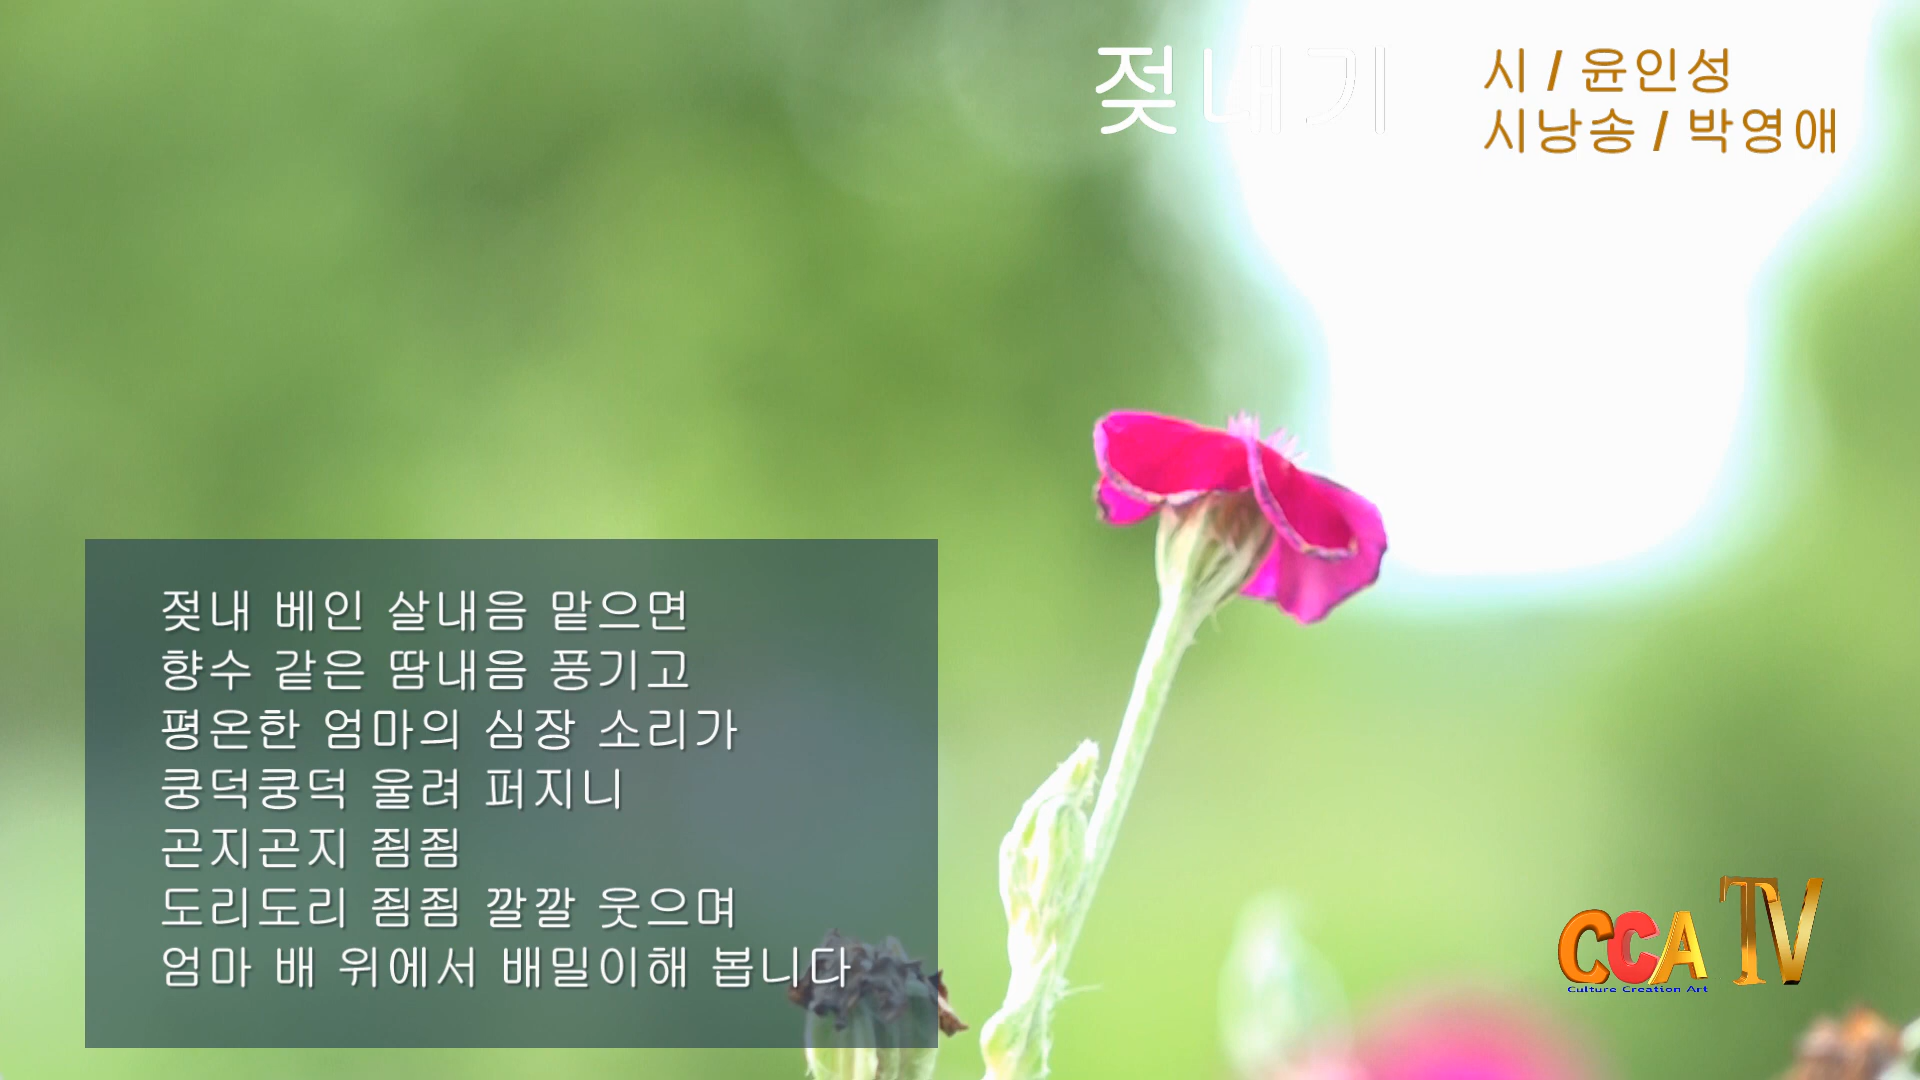 젖내기
시 / 윤인성
시낭송 / 박영애
젖내 베인 살내음 맡으면
향수 같은 땀내음 풍기고
평온한 엄마의 심장 소리가
쿵덕쿵덕 울려 퍼지니
곤지곤지 죔죔
도리도리 죔죔 깔깔 웃으며
엄마 배 위에서 배밀이해 봅니다
CCA TV
Culture Creation Art